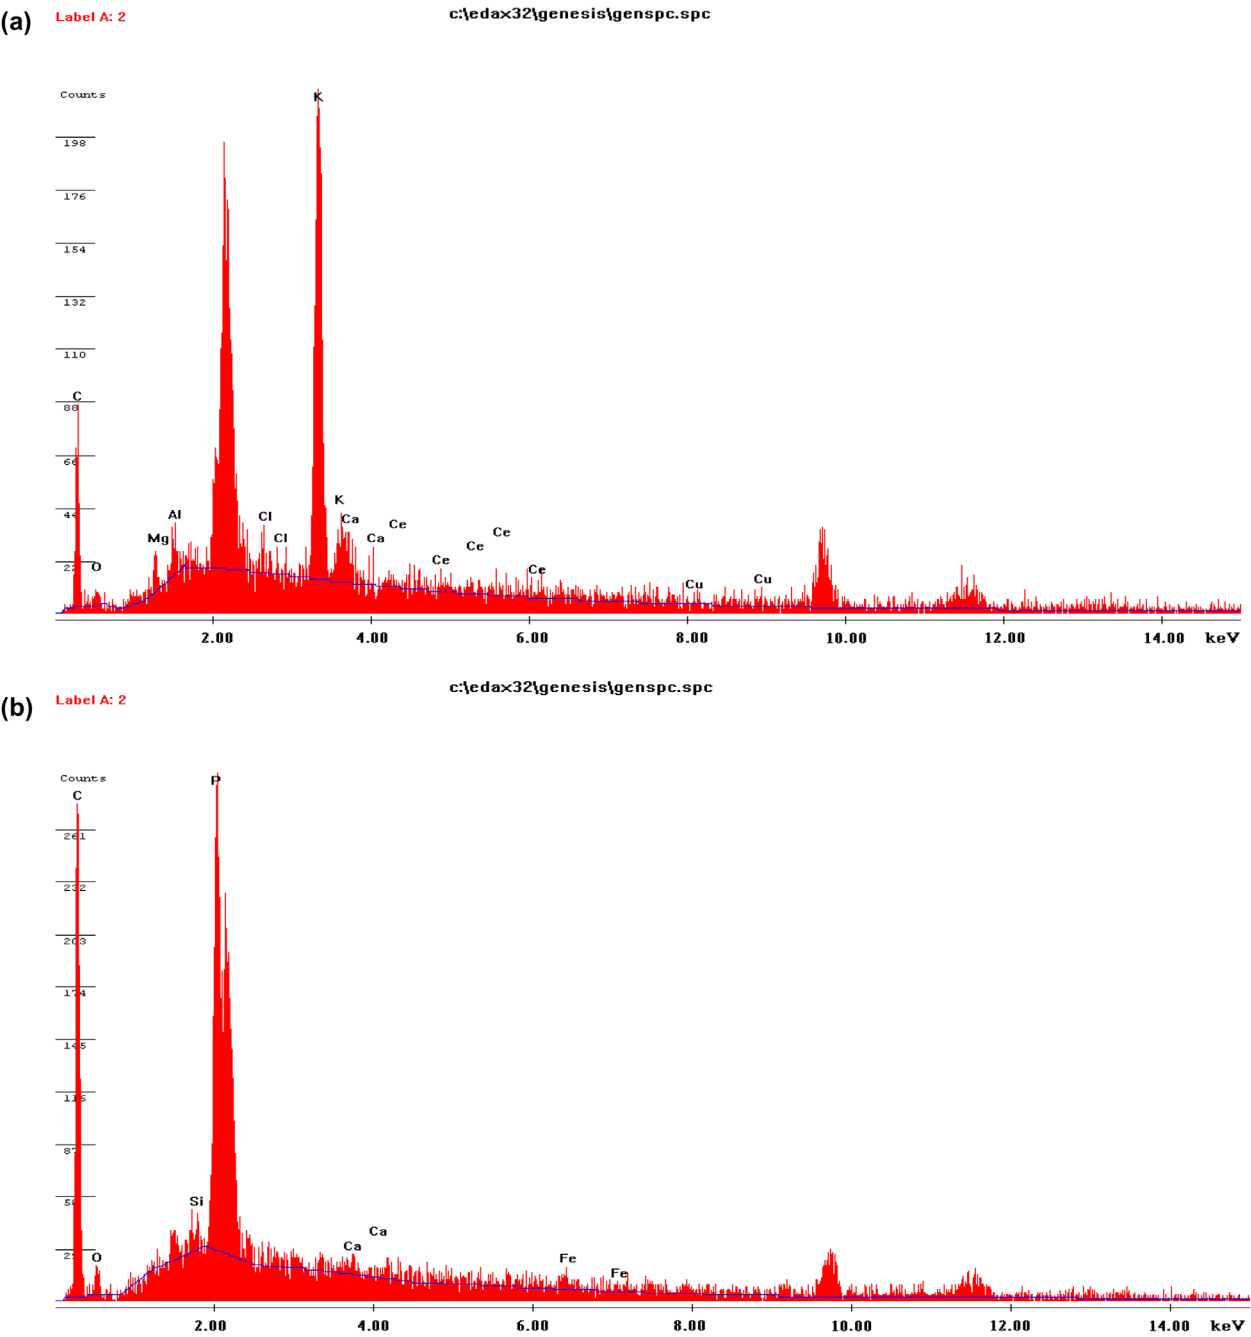 (a) Label A: 2 c:\edax32\genesis\genspc.spc
Counts
K
198
176
154
132
110
C
88
66
44
K
Al Cl Ca Ce Ce
Mg Cl Ca Ce
22 O Ce Ce Cu Cu
2.00 4.00 6.00 8.00 10.00 12.00 14.00 keV
(b) Label A: 2 c:\edax32\genesis\genspc.spc
Counts
P
C
261
232
203
174
145
116
87
58
Si
Ca
29 O Ca Fe
Fe
2.00 4.00 6.00 8.00 10.00 12.00 14.00 keV